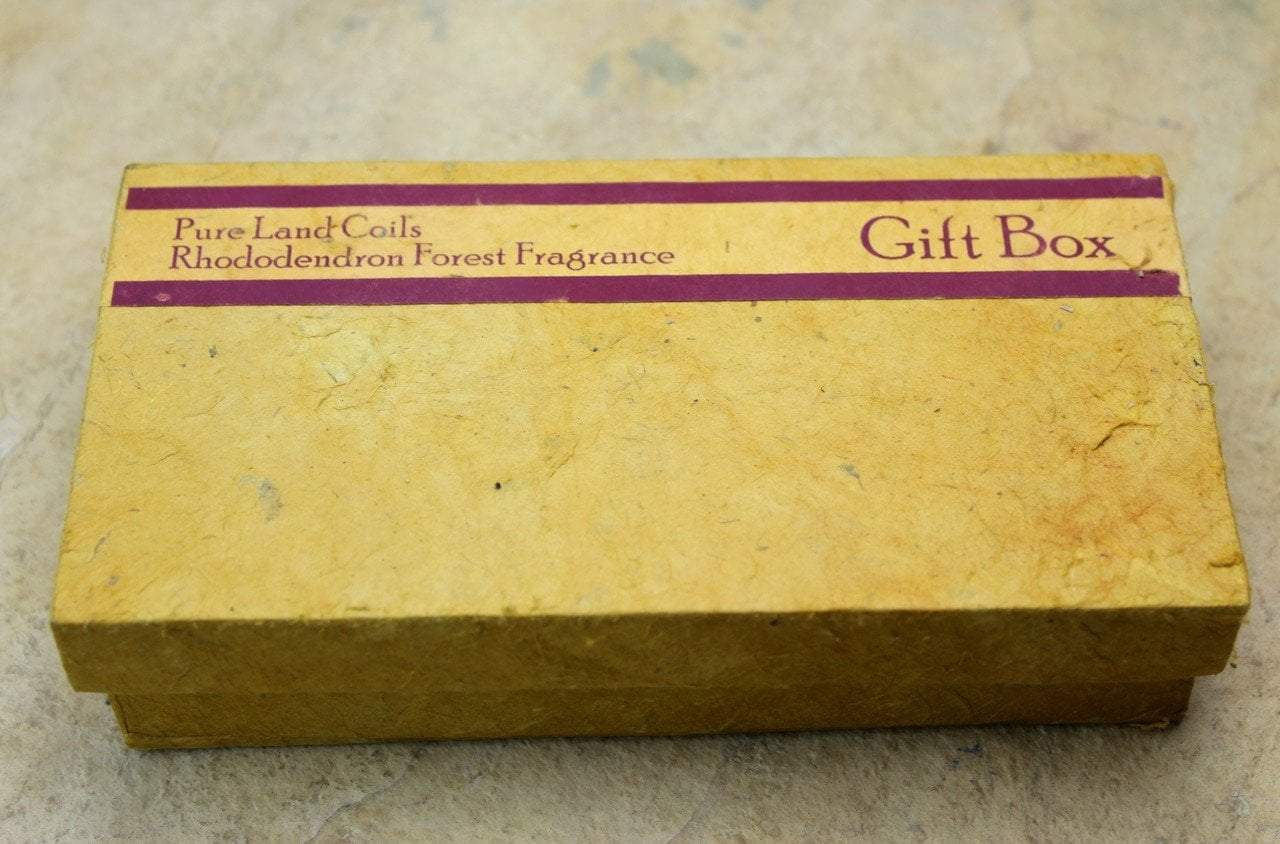 Pure Land Coils
Rhododendron Forest Fragrance
Gift Box